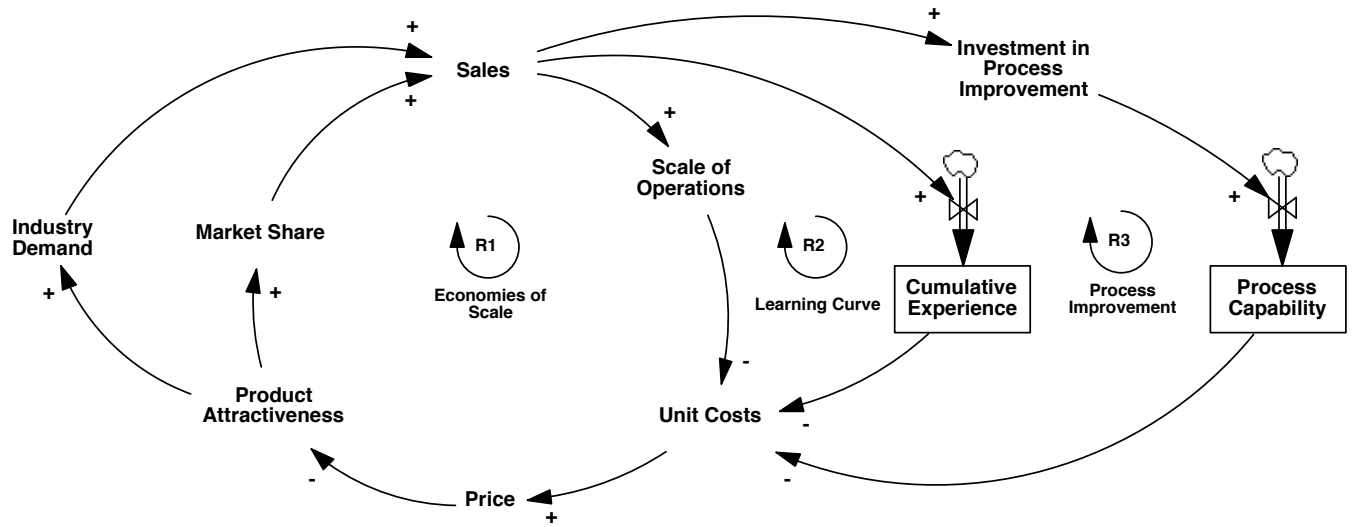 +
Sales
+
+
Investment in
Process
Improvement
+
Scale of
Operations
+
+
Industry
Demand
Market Share
R1
Economies of
Scale
R2
Learning Curve
Cumulative
Experience
R3
Process
Improvement
Process
Capability
+
+
Product
Attractiveness
-
Unit Costs
-
-
-
Price
+